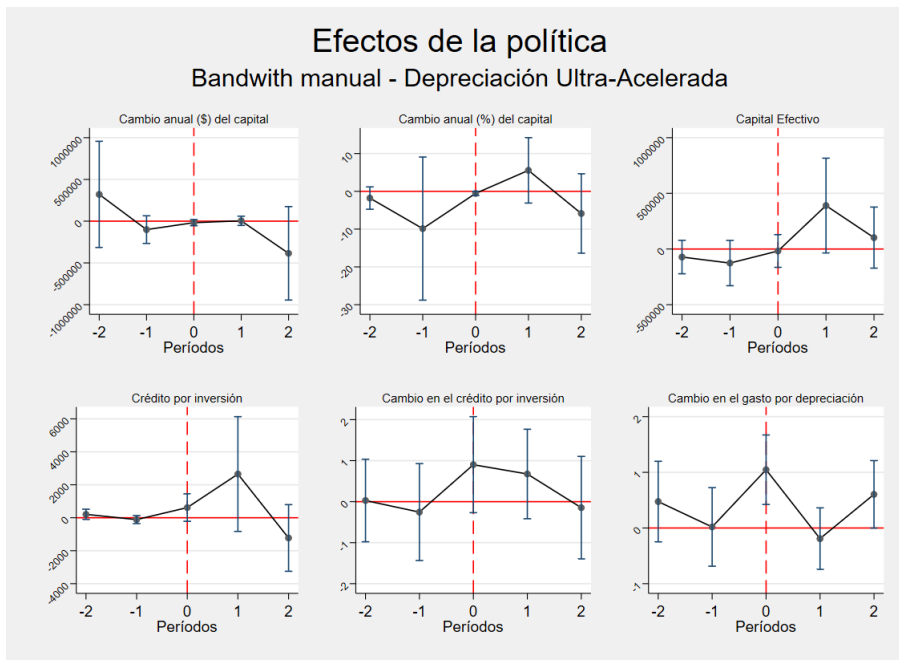 Efectos de la política
Bandwith manual - Depreciación Ultra-Acelerada
Cambio anual ($) del capital
1000000
500000
0
-500000
-1000000
-2 -1 0 1 2
Períodos
Cambio anual (%) del capital
10
0
-10
-20
-30
-2 -1 0 1 2
Períodos
Capital Efectivo
1000000
500000
0
-500000
-2 -1 0 1 2
Períodos
Crédito por inversión
6000
4000
2000
0
-2000
-4000
-2 -1 0 1 2
Períodos
Cambio en el crédito por inversión
2
1
0
-1
-2
-2 -1 0 1 2
Períodos
Cambio en el gasto por depreciación
2
1
0
-1
-2 -1 0 1 2
Períodos